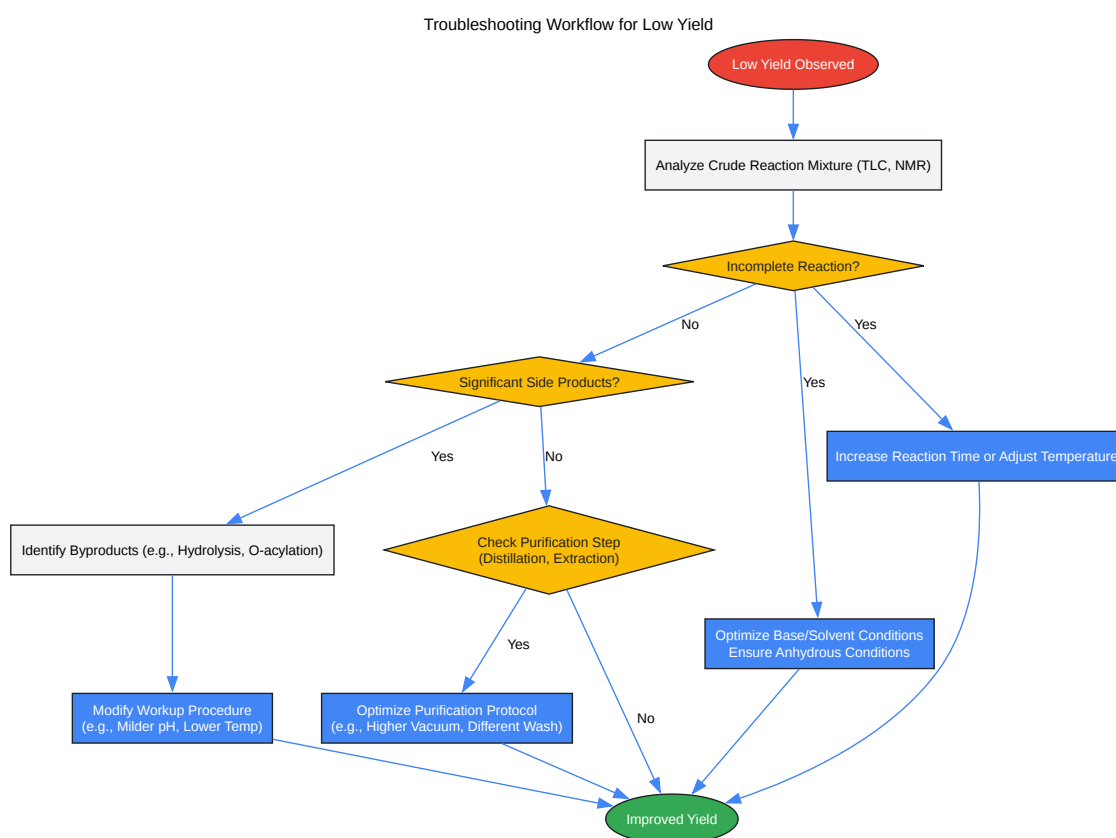 Troubleshooting Workflow for Low Yield
Low Yield Observed
Analyze Crude Reaction Mixture (TLC, NMR)
Incomplete Reaction?
No
Yes
Yes
Significant Side Products?
Increase Reaction Time or Adjust Temperature
Yes
No
Identify Byproducts (e.g., Hydrolysis, O-acylation)
Check Purification Step
(Distillation, Extraction)
Optimize Base/Solvent Conditions
Ensure Anhydrous Conditions
Yes
No
Modify Workup Procedure
(e.g., Milder pH, Lower Temp)
Optimize Purification Protocol
(e.g., Higher Vacuum, Different Wash)
Improved Yield